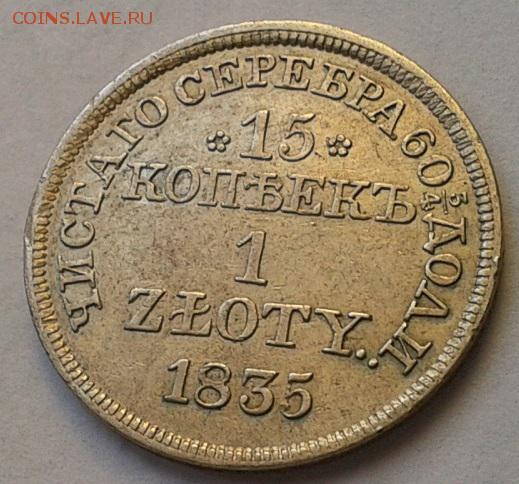 COINS.LAVE.RU
ЧИСТАГО СЕРЕБРА 60 5/4 ДОЛИ
15
КОПѢЕКЪ
1
ZŁOTY..
1835